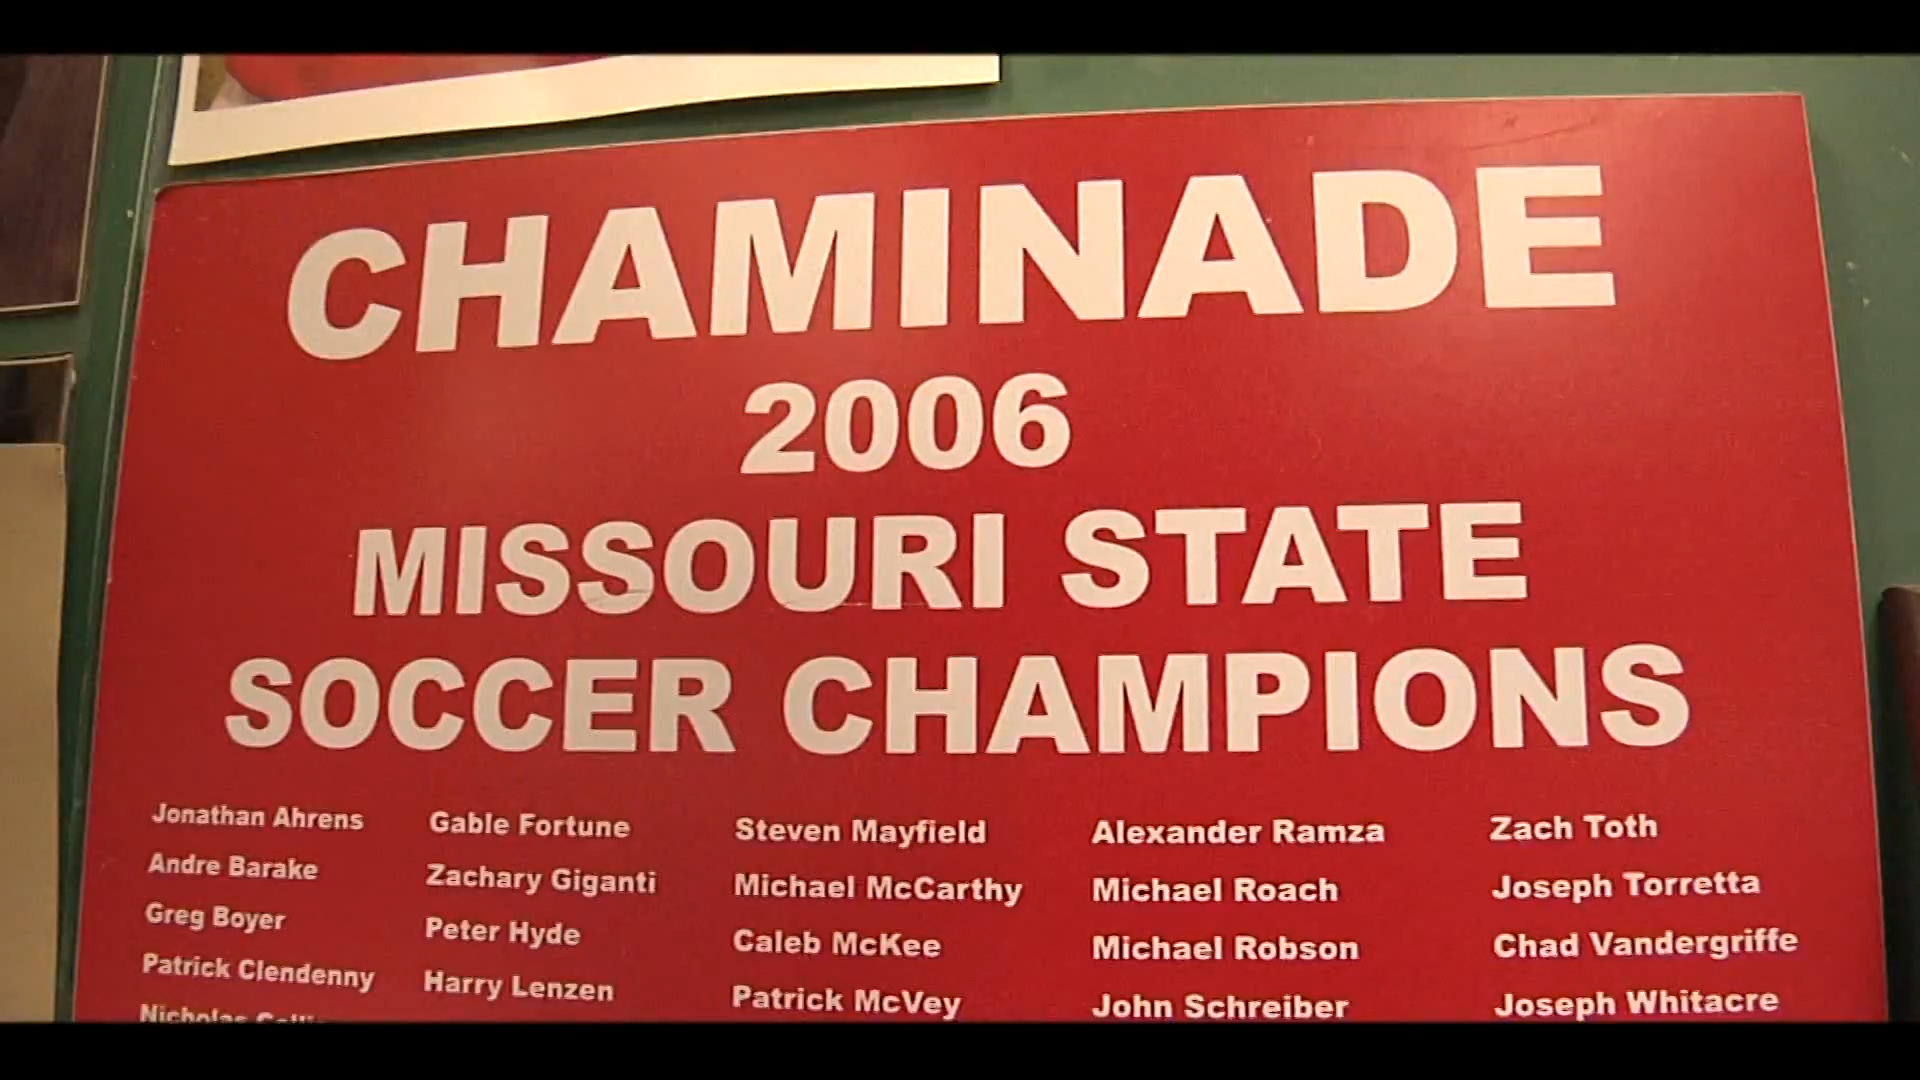 CHAMINADE
2006
MISSOURI STATE
SOCCER CHAMPIONS
Jonathan Ahrens
Andre Barake
Greg Boyer
Patrick Clendenny
Nicholas
Gable Fortune
Zachary Giganti
Peter Hyde
Harry Lenzen
Steven Mayfield
Michael McCarthy
Caleb McKee
Patrick McVey
Alexander Ramza
Michael Roach
Michael Robson
John Schreiber
Zach Toth
Joseph Torretta
Chad Vandergriffe
Joseph Whitacre